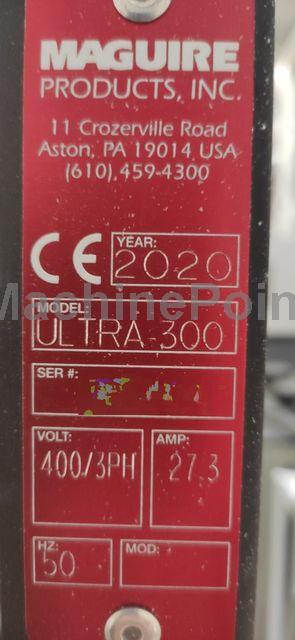 MAGUIRE
PRODUCTS, INC.
11 Crozerville Road
Aston, PA 19014 USA
(610) 459-4300
CE
YEAR:
2020
MachinePoin
MODEL:
ULTRA-300
SER #:
VOLT:
400/3PH
AMP:
27.3
HZ:
50
MOD: